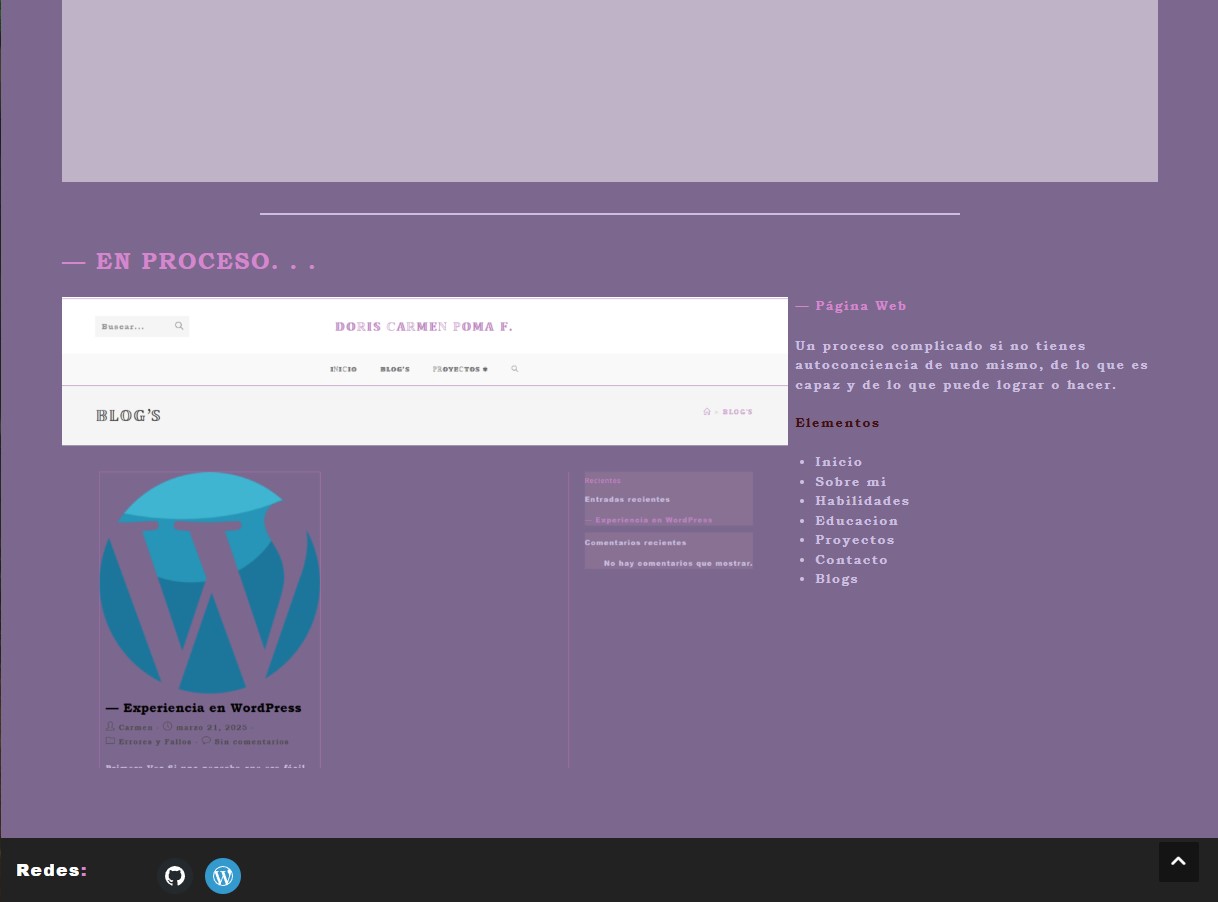 — EN PROCESO. . .
Buscar...
DORIS CARMEN POMA F.
INICIO BLOG'S PROYECTOS
BLOG'S
» BLOG'S
— Experiencia en WordPress
Carmen · marzo 21, 2025 ·
Errores y Fallos · Sin comentarios
Recientes
Entradas recientes
— Experiencia en WordPress
Comentarios recientes
No hay comentarios que mostrar.
— Página Web
Un proceso complicado si no tienes
autoconciencia de uno mismo, de lo que es
capaz y de lo que puede lograr o hacer.
Elementos
• Inicio
• Sobre mi
• Habilidades
• Educacion
• Proyectos
• Contacto
• Blogs
Redes: